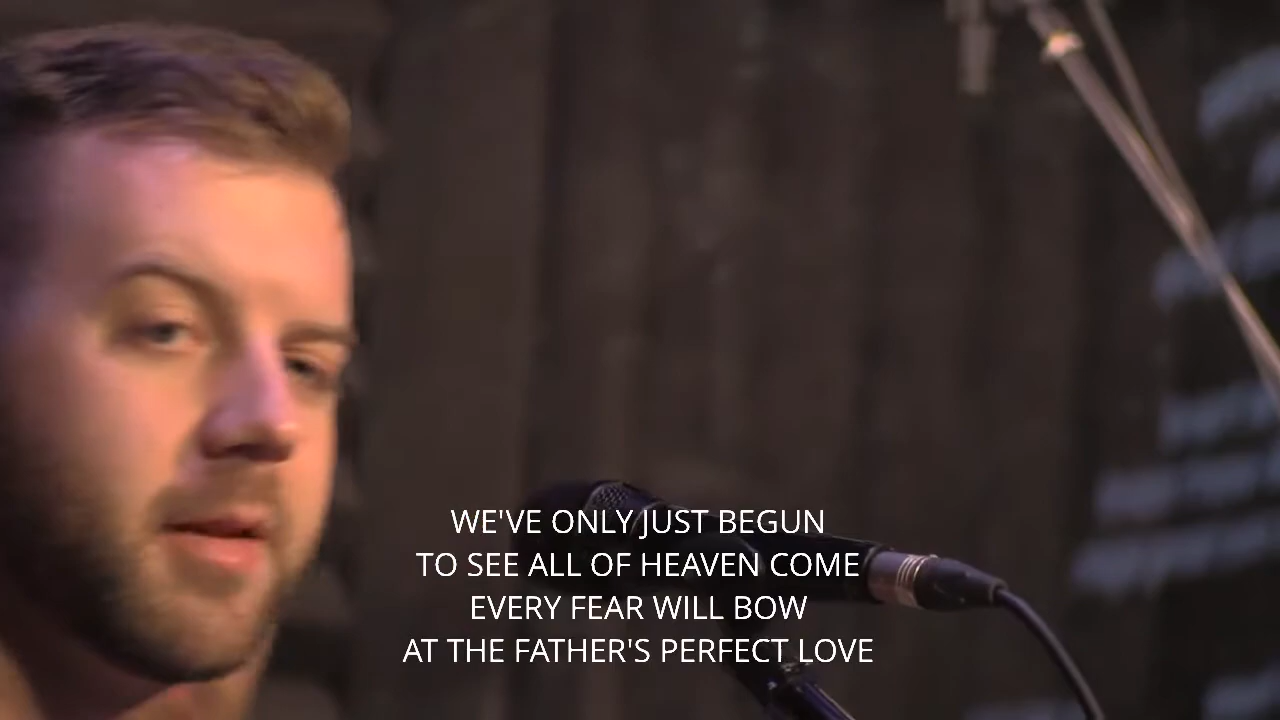 WE'VE ONLY JUST BEGUN
TO SEE ALL OF HEAVEN COME
EVERY FEAR WILL BOW
AT THE FATHER'S PERFECT LOVE